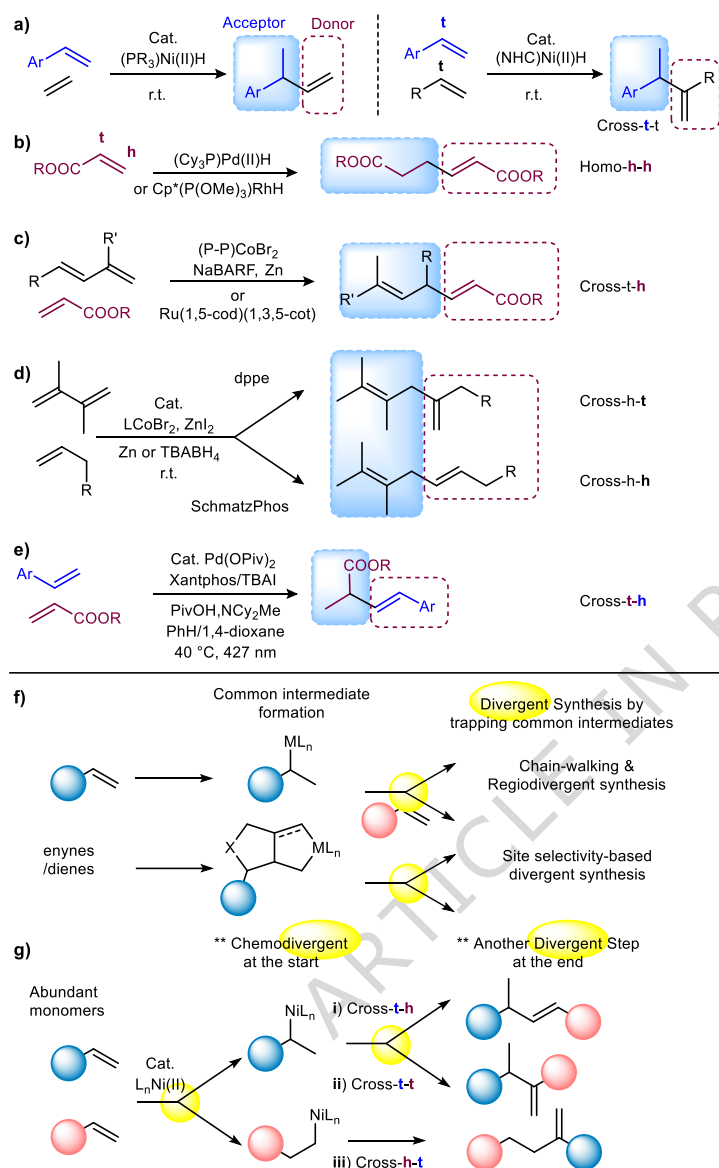 a)
Ar
t
Cat.
(PR₃)Ni(II)H
r.t.
Acceptor
Donor
Ar
t
Ar
t
R
Cat.
(NHC)Ni(II)H
r.t.
R
Ar
Cross-t-t
b)
t
h
ROOC
(Cy₃P)Pd(II)H
or Cp*(P(OMe)₃)RhH
ROOC
COOR
Homo-h-h
c)
R'
R
COOR
(P-P)CoBr₂
NaBARF, Zn
or
Ru(1,5-cod)(1,3,5-cot)
R
R'
COOR
Cross-t-h
d)
R
Cat.
LCoBr₂, ZnI₂
Zn or TBABH₄
r.t.
dppe
SchmatzPhos
R
Cross-h-t
R
Cross-h-h
e)
Ar
COOR
Cat. Pd(OPiv)₂
Xantphos/TBAI
PivOH,NCy₂Me
PhH/1,4-dioxane
40 °C, 427 nm
COOR
Ar
Cross-t-h
f)
Common intermediate
formation
Divergent Synthesis by
trapping common intermediates
MLₙ
Chain-walking &
Regiodivergent synthesis
enynes
/dienes
X
MLₙ
Site selectivity-based
divergent synthesis
g)
** Chemodivergent
at the start
** Another Divergent Step
at the end
Abundant
monomers
Cat.
LₙNi(II)
NiLₙ
i) Cross-t-h
ii) Cross-t-t
NiLₙ
iii) Cross-h-t
ARTICLE IN